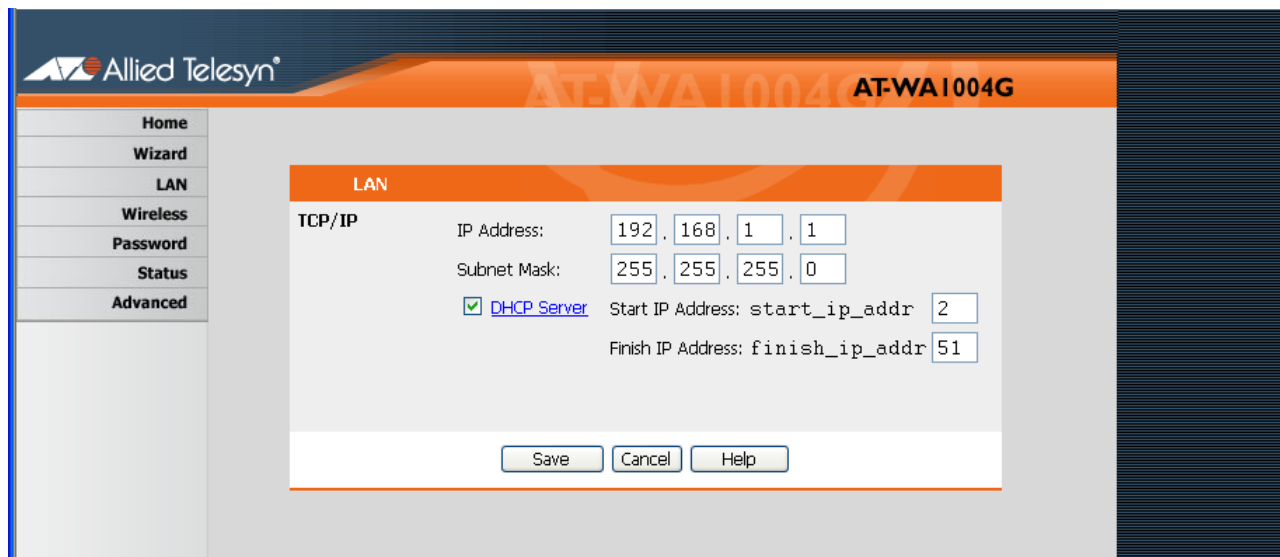 Allied Telesyn®
AT-WA1004G
AT-WA1004G
Home
Wizard
LAN
Wireless
Password
Status
Advanced
LAN
TCP/IP
IP Address: 192 . 168 . 1 . 1
Subnet Mask: 255 . 255 . 255 . 0
DHCP Server Start IP Address: start_ip_addr 2
Finish IP Address: finish_ip_addr 51
Save Cancel Help